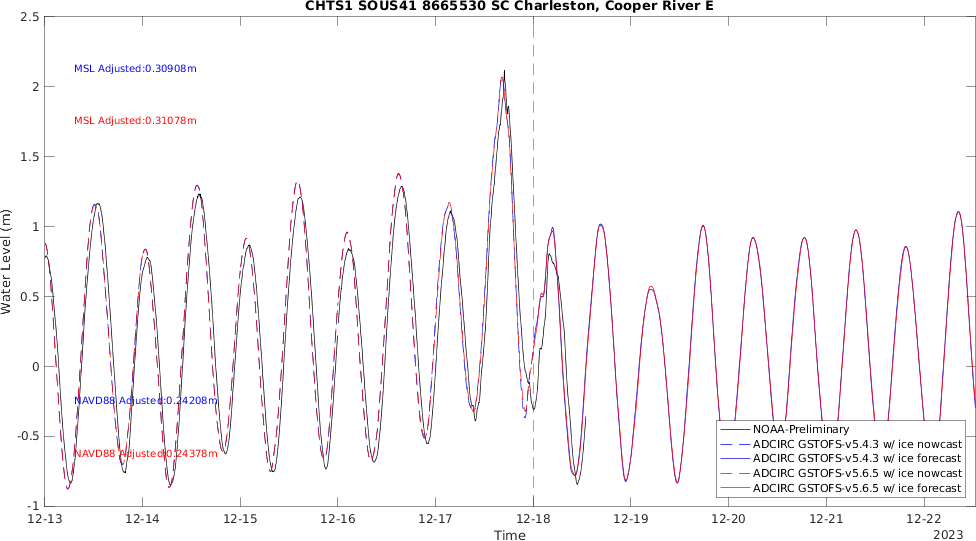 CHTS1 SOUS41 8665530 SC Charleston, Cooper River E
2.5
2
1.5
1
0.5
0
-0.5
-1
Water Level (m)
MSL Adjusted:0.30908m
MSL Adjusted:0.31078m
NAVD88 Adjusted:0.24208m
NAVD88 Adjusted:0.24378m
NOAA-Preliminary
ADCIRC GSTOFS-v5.4.3 w/ ice nowcast
ADCIRC GSTOFS-v5.4.3 w/ ice forecast
ADCIRC GSTOFS-v5.6.5 w/ ice nowcast
ADCIRC GSTOFS-v5.6.5 w/ ice forecast
12-13 12-14 12-15 12-16 12-17 12-18 12-19 12-20 12-21 12-22
Time
2023